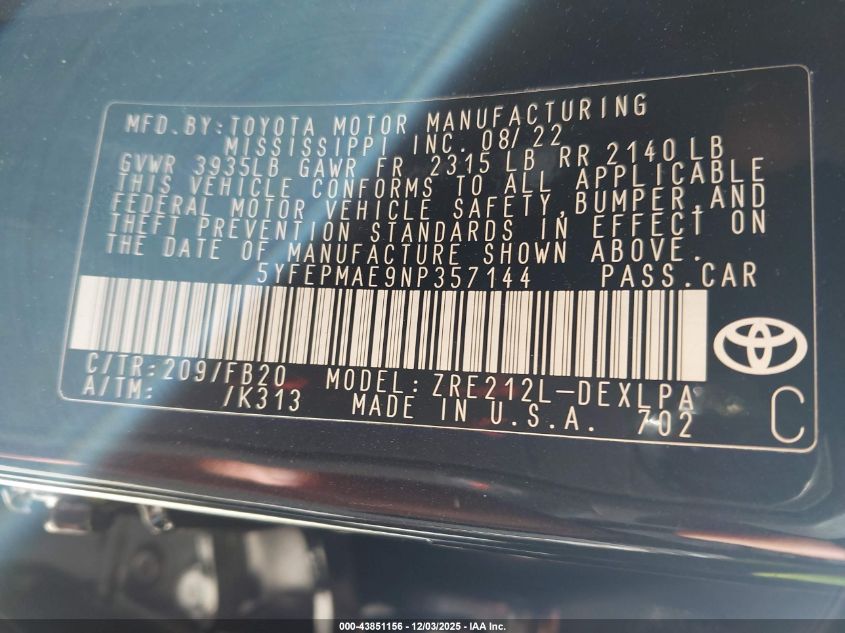 MFD.BY:TOYOTA MOTOR MANUFACTURING
MISSISSIPPI INC. 08/22
GVWR 3935LB GAWR FR 2315 LB RR 2140 LB
THIS VEHICLE CONFORMS TO ALL APPLICABLE
FEDERAL MOTOR VEHICLE SAFETY,BUMPER,AND
THEFT PREVENTION STANDARDS IN EFFECT ON
THE DATE OF MANUFACTURE SHOWN ABOVE.
5YFEPMAE9NP357144 PASS.CAR
C/TR:209/FB20 MODEL:ZRE212L-DEXLPA
A/TM: /K313 MADE IN U.S.A. 702
C
000-43851156 - 12/03/2025 - IAA Inc.